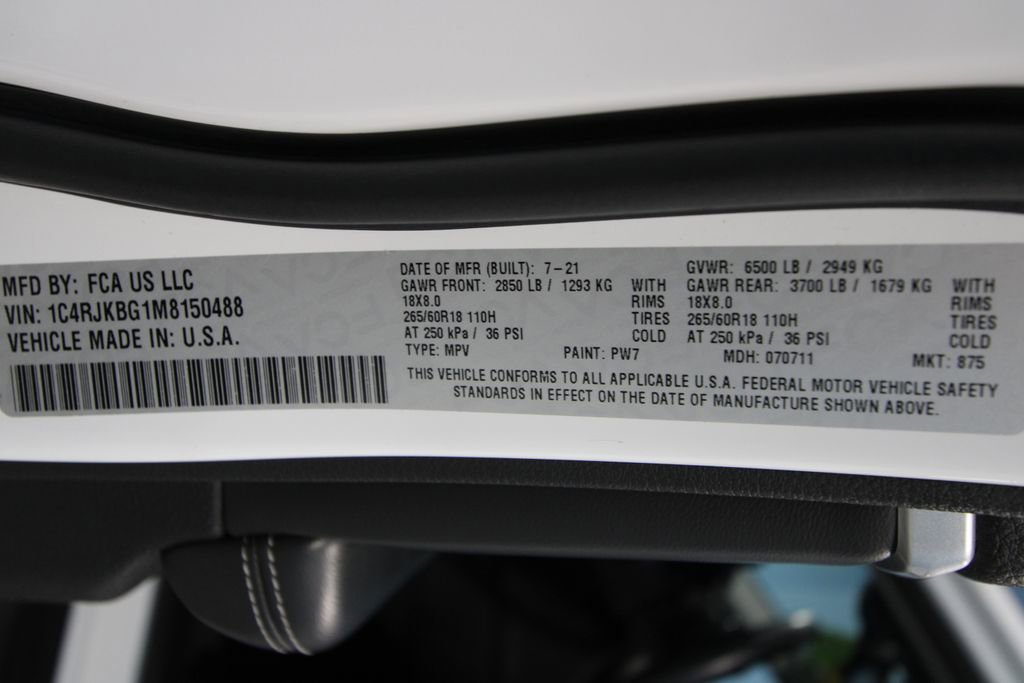 MFD BY: FCA US LLC
VIN: 1C4RJKBG1M8150488
VEHICLE MADE IN: U.S.A.
DATE OF MFR (BUILT): 7-21
GAWR FRONT: 2850 LB / 1293 KG WITH
18X8.0 RIMS
265/60R18 110H TIRES
AT 250 kPa / 36 PSI COLD
TYPE: MPV PAINT: PW7
GVWR: 6500 LB / 2949 KG
GAWR REAR: 3700 LB / 1679 KG WITH
18X8.0 RIMS
265/60R18 110H TIRES
AT 250 kPa / 36 PSI COLD
MDH: 070711 MKT: 875
THIS VEHICLE CONFORMS TO ALL APPLICABLE U.S.A. FEDERAL MOTOR VEHICLE SAFETY
STANDARDS IN EFFECT ON THE DATE OF MANUFACTURE SHOWN ABOVE.